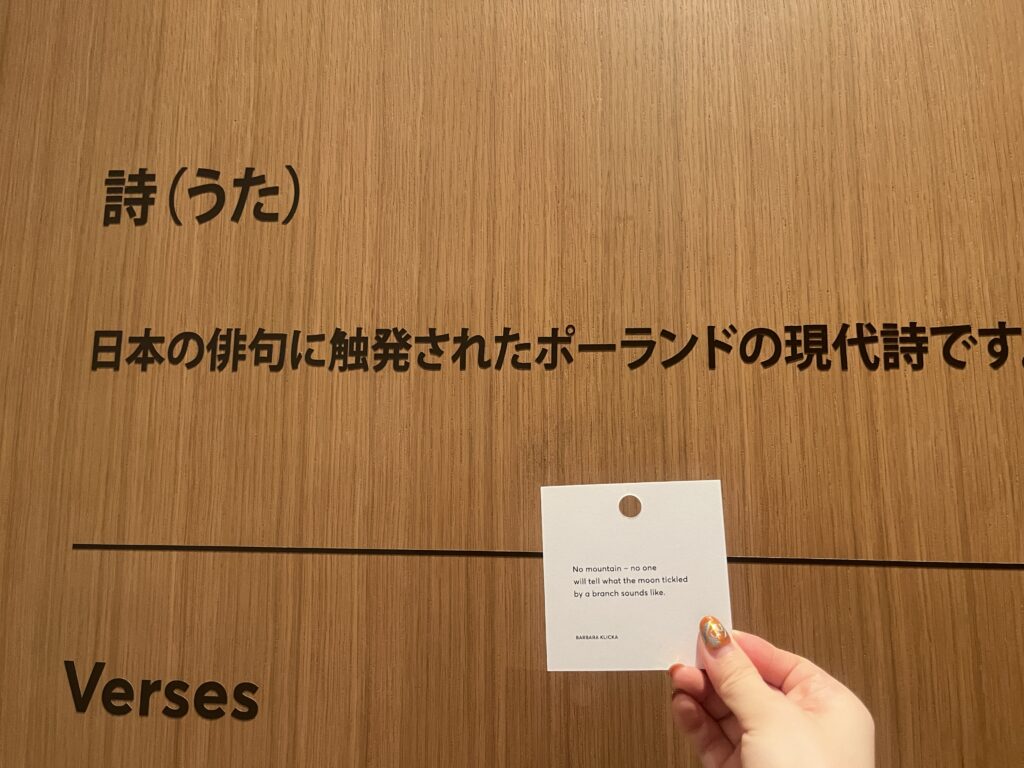 詩（うた）
日本の俳句に触発されたポーランドの現代詩です。
No mountain – no one
will tell what the moon tickled
by a branch sounds like.
BARBARA KLICKA
Verses